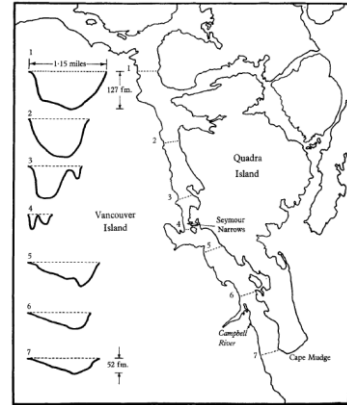 1
1·15 miles
127 fm.
2
3
4
5
6
7
52 fm.
1
2
3
4
5
6
7
Vancouver
Island
Quadra
Island
Seymour
Narrows
Campbell
River
Cape Mudge